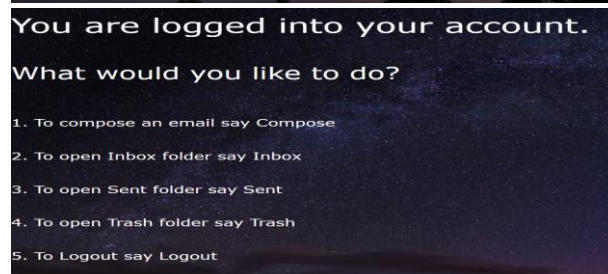 You are logged into your account.
What would you like to do?
1. To compose an email say Compose
2. To open Inbox folder say Inbox
3. To open Sent folder say Sent
4. To open Trash folder say Trash
5. To Logout say Logout